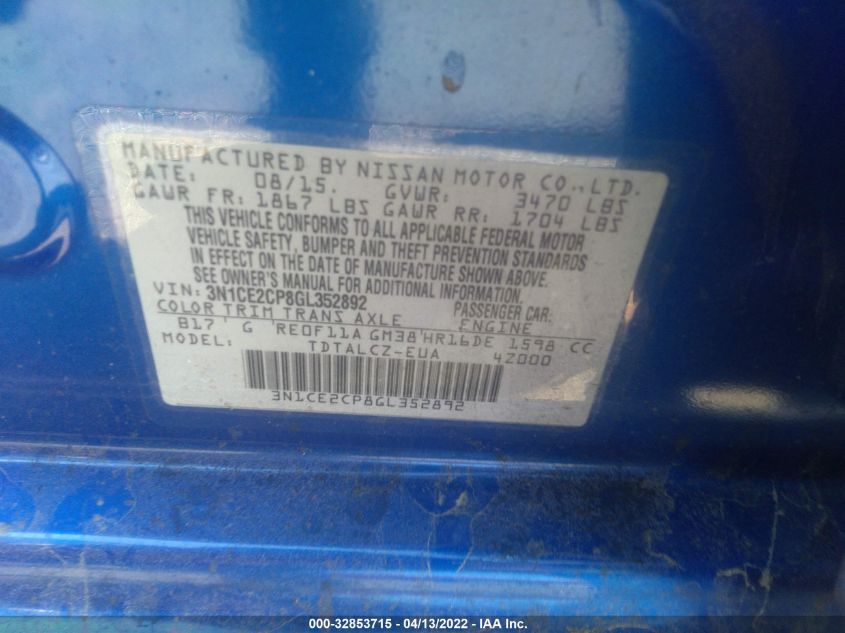 MANUFACTURED BY NISSAN MOTOR CO., LTD.
DATE: 08/15. GVWR: 3470 LBS
GAWR FR: 1867 LBS GAWR RR: 1704 LBS
THIS VEHICLE CONFORMS TO ALL APPLICABLE FEDERAL MOTOR
VEHICLE SAFETY, BUMPER AND THEFT PREVENTION STANDARDS
IN EFFECT ON THE DATE OF MANUFACTURE SHOWN ABOVE.
SEE OWNER'S MANUAL FOR ADDITIONAL INFORMATION.
VIN: 3N1CE2CP8GL352892 PASSENGER CAR.
COLOR TRIM TRANS AXLE ENGINE
B17 G RE0F11A GM38 HR16DE 1598 CC
MODEL: TDTALCZ-EUA 4Z000
3N1CE2CP8GL352892
000-32853715 - 04/13/2022 - IAA Inc.